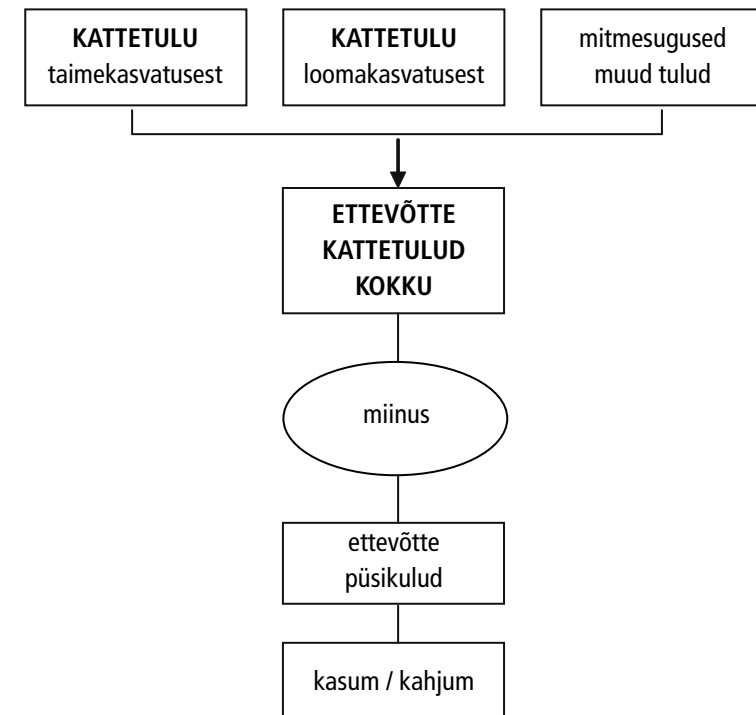 KATTETULU
taimekasvatusest
KATTETULU
loomakasvatusest
mitmesugused
muud tulud
ETTEVÕTTE
KATTETULUD
KOKKU
miinus
ettevõtte
püsikulud
kasum / kahjum